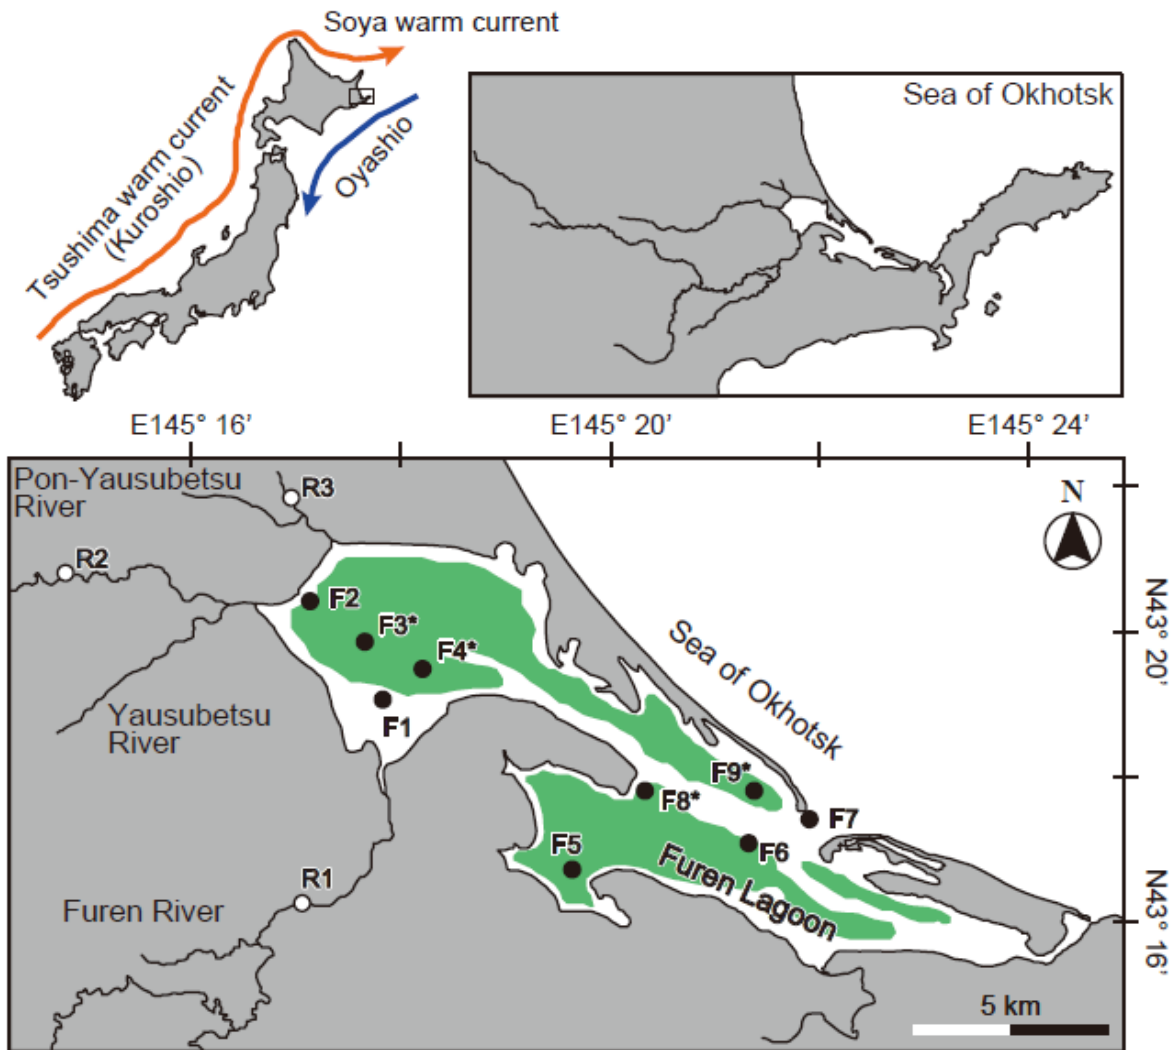 Soya warm current
Tsushima warm current
(Kuroshio)
Oyashio
Sea of Okhotsk
E145° 16’
E145° 20’
E145° 24’
Pon-Yausubetsu
River
R3
N
R2
F2
F3*
F4*
N43° 20’
Sea of Okhotsk
Yausubetsu
River
F1
F9*
F8*
F7
F5
F6
Furen Lagoon
R1
Furen River
N43° 16’
5 km